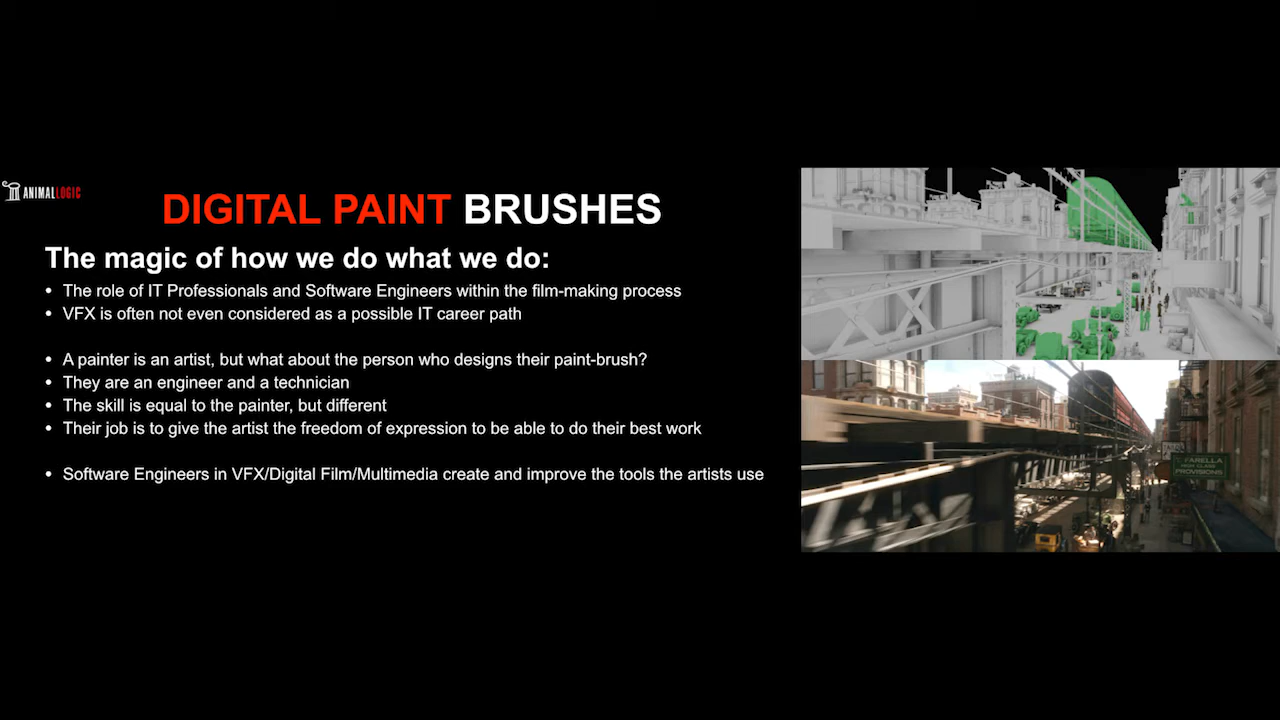 ANIMALLOGIC
DIGITAL PAINT BRUSHES
The magic of how we do what we do:
• The role of IT Professionals and Software Engineers within the film-making process
• VFX is often not even considered as a possible IT career path
• A painter is an artist, but what about the person who designs their paint-brush?
• They are an engineer and a technician
• The skill is equal to the painter, but different
• Their job is to give the artist the freedom of expression to be able to do their best work
• Software Engineers in VFX/Digital Film/Multimedia create and improve the tools the artists use
HIGH CLASS
PROVISIONS